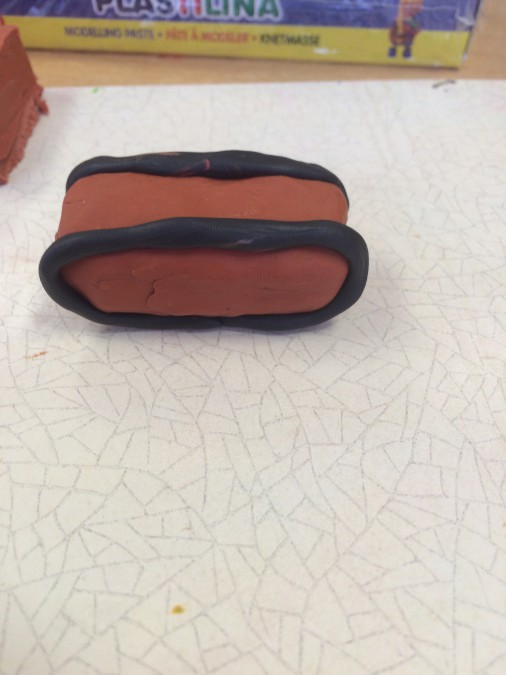 PLASTILINA
MODELLING PASTE • PÂTE À MODELER • KNETMASSE